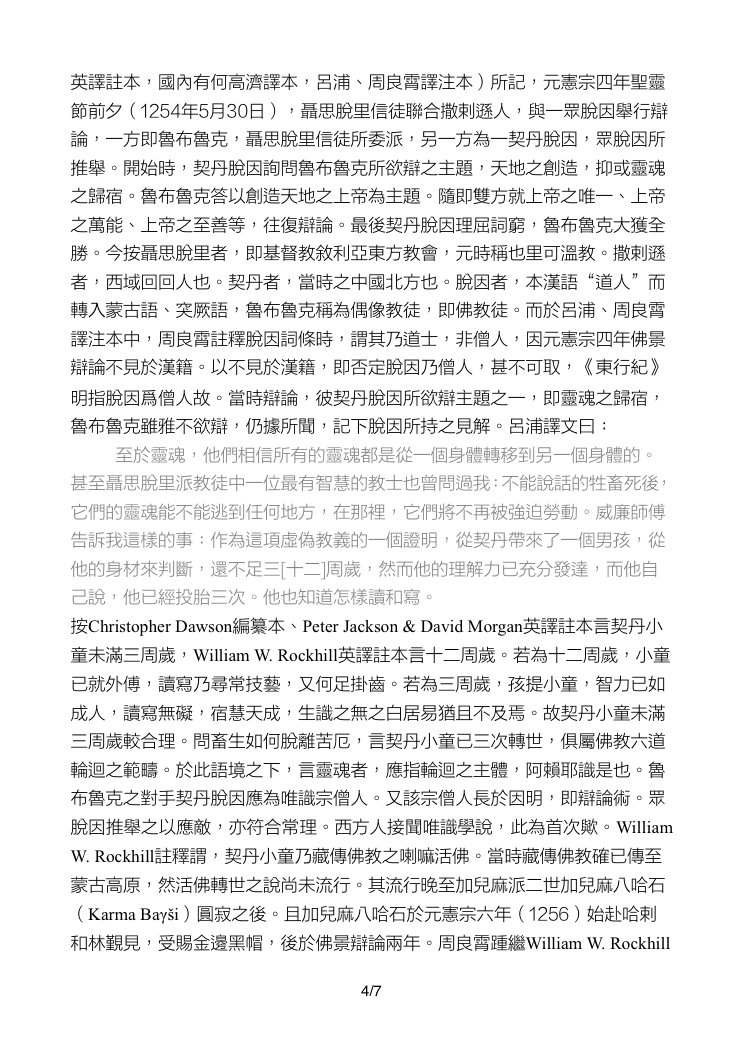 英譯註本，國內有何高濟譯本，呂浦、周良霄譯注本）所記，元憲宗四年聖靈
節前夕（1254年5月30日），聶思脫里信徒聯合撒剌遜人，與一眾脫因舉行辯
論，一方即魯布魯克，聶思脫里信徒所委派，另一方為一契丹脫因，眾脫因所
推舉。開始時，契丹脫因詢問魯布魯克所欲辯之主題，天地之創造，抑或靈魂
之歸宿。魯布魯克答以創造天地之上帝為主題。隨即雙方就上帝之唯一、上帝
之萬能、上帝之至善等，往復辯論。最後契丹脫因理屈詞窮，魯布魯克大獲全
勝。今按聶思脫里者，即基督教敘利亞東方教會，元時稱也里可溫教。撒剌遜
者，西域回回人也。契丹者，當時之中國北方也。脫因者，本漢語“道人”而
轉入蒙古語、突厥語，魯布魯克稱為偶像教徒，即佛教徒。而於呂浦、周良霄
譯注本中，周良霄註釋脫因詞條時，謂其乃道士，非僧人，因元憲宗四年佛景
辯論不見於漢籍。以不見於漢籍，即否定脫因乃僧人，甚不可取，《東行紀》
明指脫因爲僧人故。當時辯論，彼契丹脫因所欲辯主題之一，即靈魂之歸宿，
魯布魯克雖雅不欲辯，仍據所聞，記下脫因所持之見解。呂浦譯文曰：
至於靈魂，他們相信所有的靈魂都是從一個身體轉移到另一個身體的。
甚至聶思脫里派教徒中一位最有智慧的教士也曾問過我：不能說話的牲畜死後，
它們的靈魂能不能逃到任何地方，在那裡，它們將不再被強迫勞動。威廉師傅
告訴我這樣的事：作為這項虛偽教義的一個證明，從契丹帶來了一個男孩，從
他的身材來判斷，還不足三[十二]周歲，然而他的理解力已充分發達，而他自
己說，他已經投胎三次。他也知道怎樣讀和寫。
按Christopher Dawson編纂本、Peter Jackson & David Morgan英譯註本言契丹小
童未滿三周歲，William W. Rockhill英譯註本言十二周歲。若為十二周歲，小童
已就外傅，讀寫乃尋常技藝，又何足掛齒。若為三周歲，孩提小童，智力已如
成人，讀寫無礙，宿慧天成，生識之無之白居易猶且不及焉。故契丹小童未滿
三周歲較合理。問畜生如何脫離苦厄，言契丹小童已三次轉世，俱屬佛教六道
輪迴之範疇。於此語境之下，言靈魂者，應指輪迴之主體，阿賴耶識是也。魯
布魯克之對手契丹脫因應為唯識宗僧人。又該宗僧人長於因明，即辯論術。眾
脫因推舉之以應敵，亦符合常理。西方人接聞唯識學說，此為首次歟。William
W. Rockhill註釋謂，契丹小童乃藏傳佛教之喇嘛活佛。當時藏傳佛教確已傳至
蒙古高原，然活佛轉世之說尚未流行。其流行晚至加兒麻派二世加兒麻八哈石
（Karma Baγši）圓寂之後。且加兒麻八哈石於元憲宗六年（1256）始赴哈剌
和林覲見，受賜金邊黑帽，後於佛景辯論兩年。周良霄踵繼William W. Rockhill
4/7